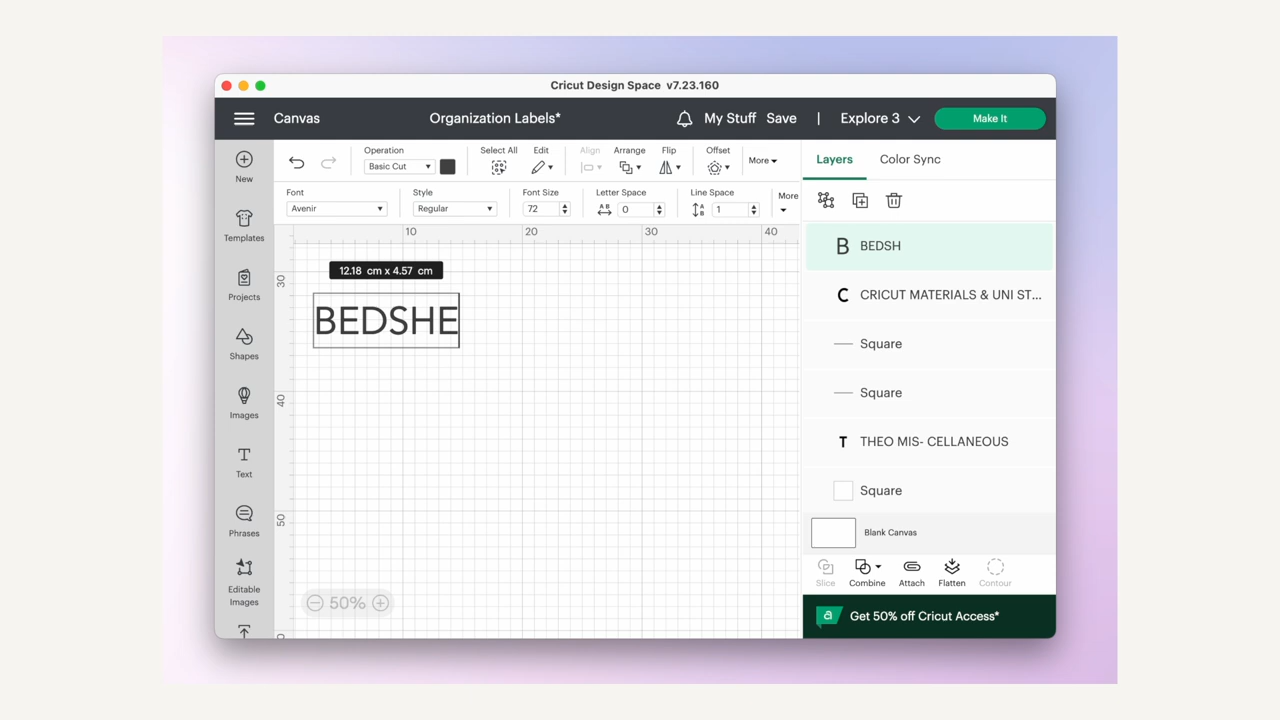 Cricut Design Space v7.23.160
Canvas
Organization Labels*
My Stuff
Save
|
Explore 3
Make It
New
Templates
Projects
Shapes
Images
Text
Phrases
Editable
Images
Operation
Basic Cut
Select All
Edit
Align
Arrange
Flip
Offset
More
Font
Avenir
Style
Regular
Font Size
72
Letter Space
A B
0
Line Space
A
B
1
More
10
20
30
40
30
40
50
12.18 cm x 4.57 cm
BEDSHE
50%
Layers
Color Sync
B BEDSH
C CRICUT MATERIALS & UNI ST...
Square
Square
T THEO MIS- CELLANEOUS
Square
Blank Canvas
Slice
Combine
Attach
Flatten
Contour
a Get 50% off Cricut Access*